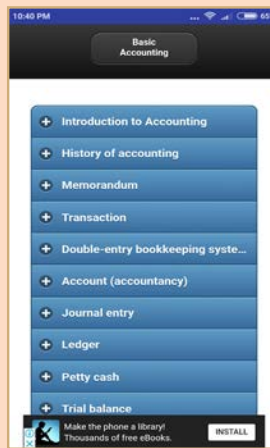 10:40 PM ... 65
Basic
Accounting
Introduction to Accounting
History of accounting
Memorandum
Transaction
Double-entry bookkeeping syste...
Account (accountancy)
Journal entry
Ledger
Petty cash
Trial balance
Make the phone a library!
Thousands of free eBooks.
INSTALL